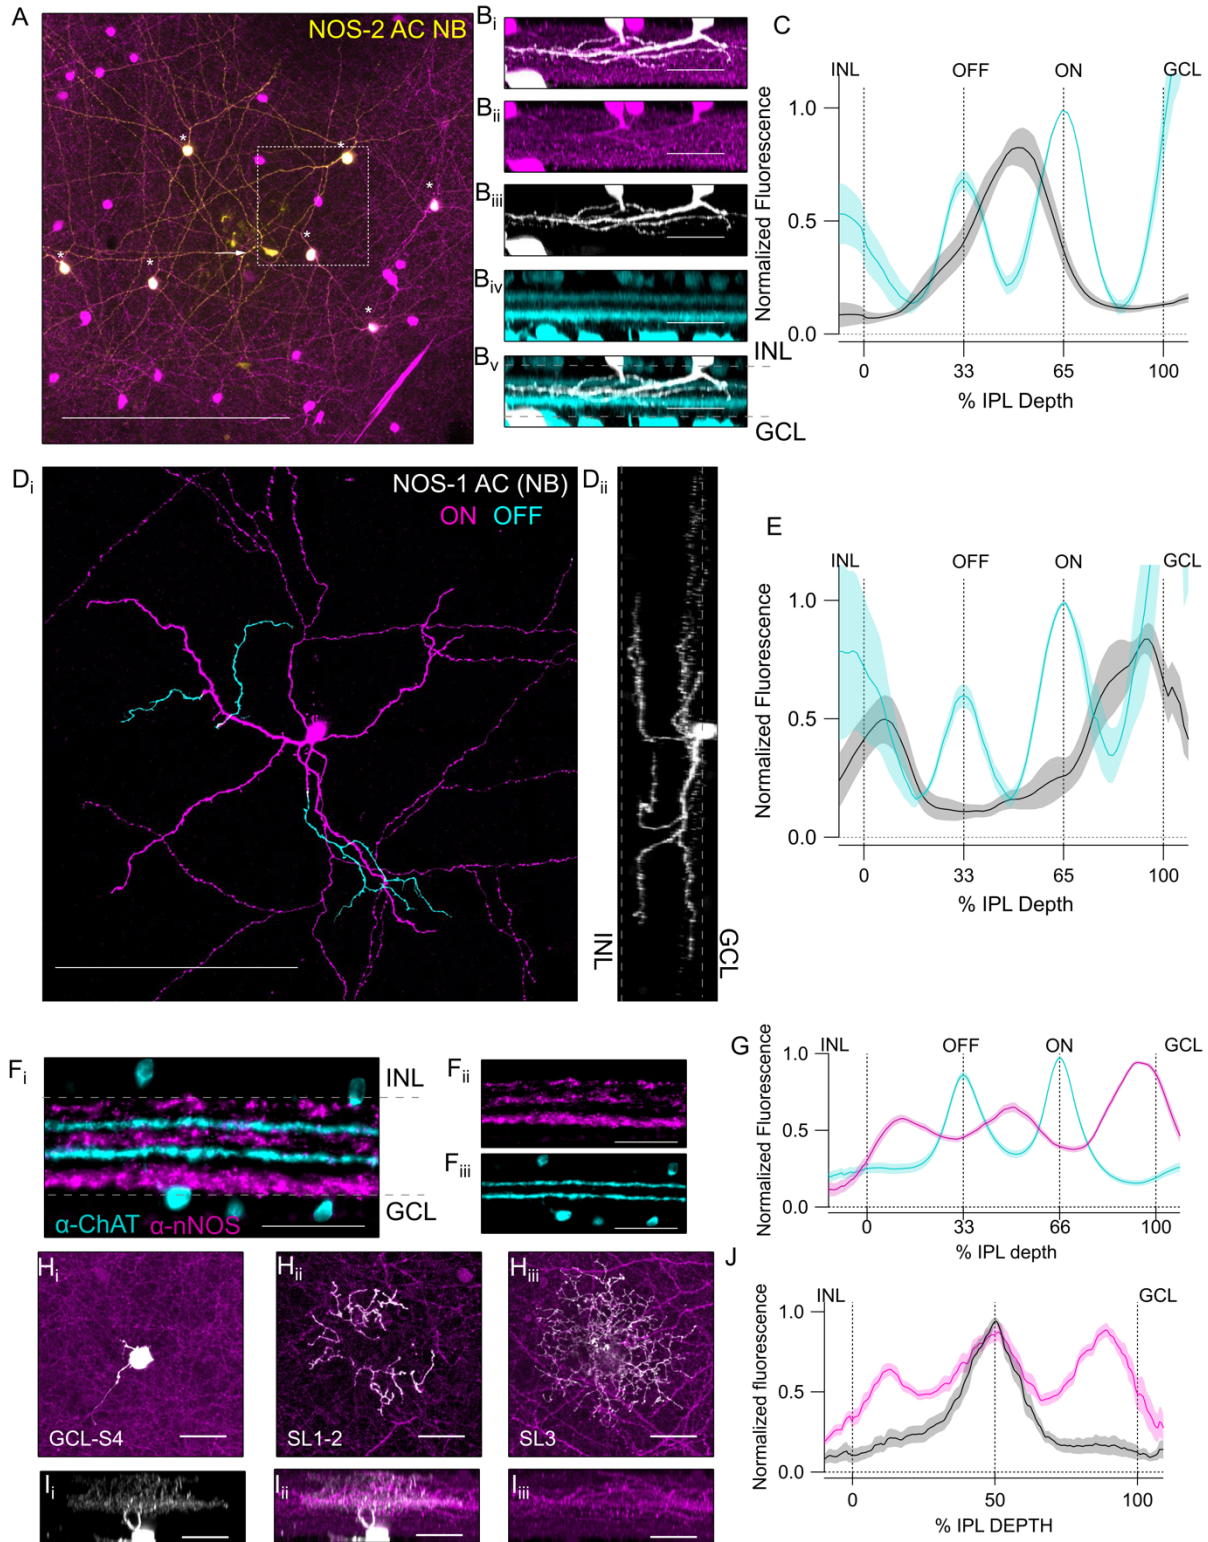 A
NOS-2 AC NB
* * * * * * *
Bi
Bii
Biii
Biv
Bv
INL
GCL
C
INL OFF ON GCL
Normalized Fluorescence
1.0
0.5
0.0
0 33 65 100
% IPL Depth
Di
NOS-1 AC (NB)
ON OFF
Dii
INL
GCL
E
INL OFF ON GCL
Normalized Fluorescence
1.0
0.5
0.0
0 33 65 100
% IPL Depth
Fi
INL
GCL
α-ChAT α-nNOS
Fii
Fiii
G
INL OFF ON GCL
Normalized Fluorescence
1.0
0.5
0.0
0 33 66 100
% IPL depth
Hi
GCL-S4
Hii
SL1-2
Hiii
SL3
Ii
Iii
Iiii
J
INL GCL
Normalized fluorescence
1.0
0.5
0.0
0 50 100
% IPL DEPTH